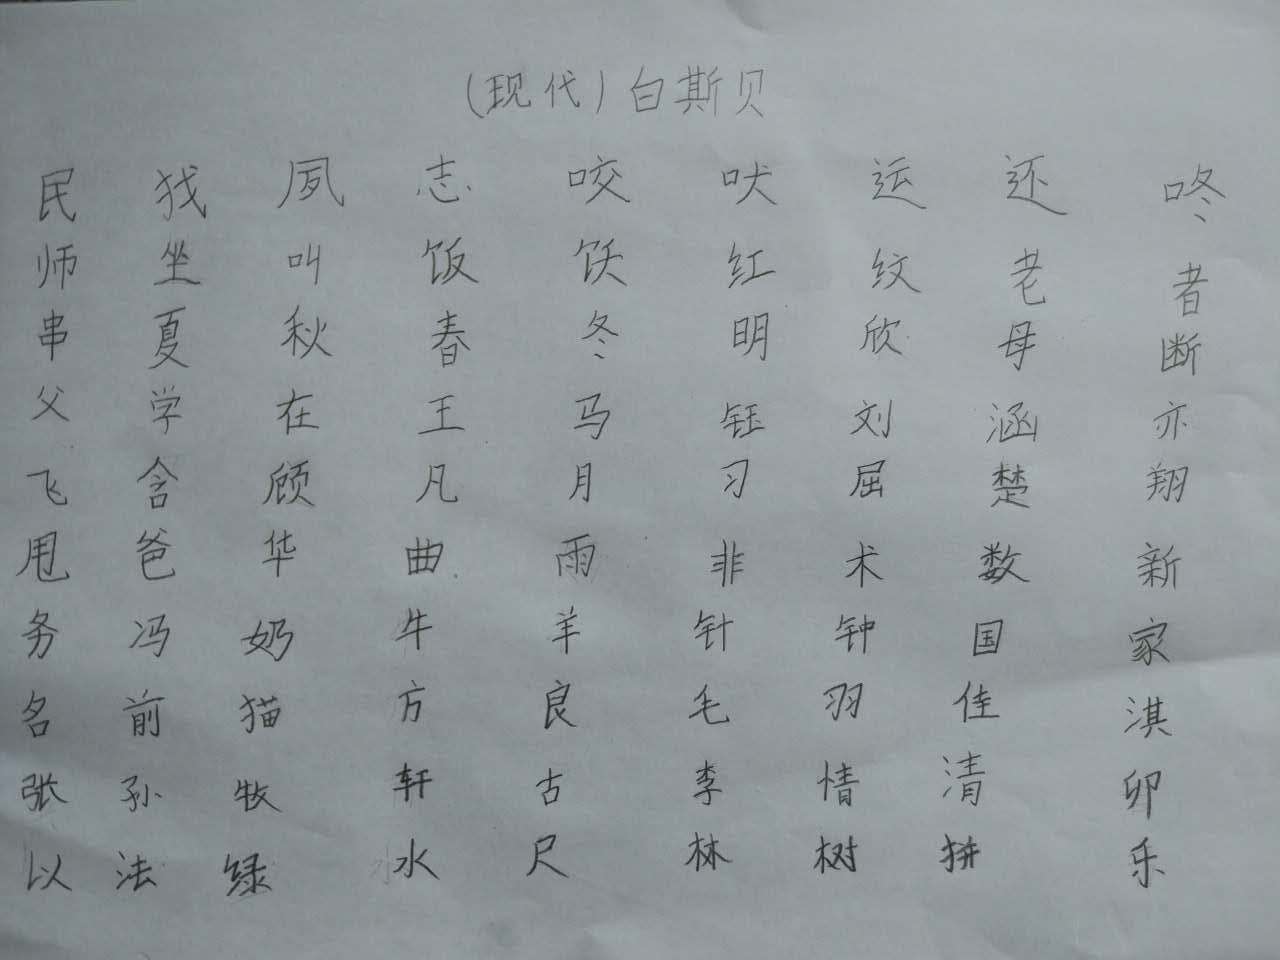 (现代)白斯贝
民 找 夙 志 咬 吠 运 还 咚
师 坐 叫 饭 饫 红 纹 老 者
串 夏 秋 春 冬 明 欣 母 断
父 学 在 王 马 钰 刘 涵 亦
飞 含 顾 凡 月 习 屈 楚 翔
甩 爸 华 曲 雨 非 术 数 新
务 冯 奶 牛 羊 针 钟 国 家
名 前 猫 方 良 毛 羽 佳 淇
张 孙 牧 轩 古 李 情 清 卯
以 法 绿 水 尺 林 树 拼 乐